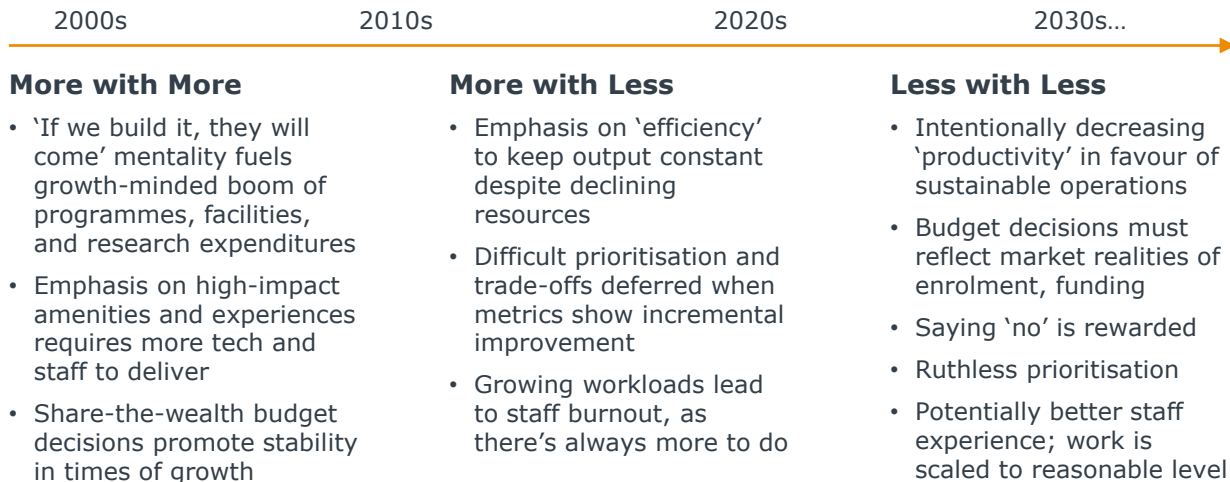 2000s 2010s 2020s 2030s…
More with More
• ‘If we build it, they will
come’ mentality fuels
growth-minded boom of
programmes, facilities,
and research expenditures
• Emphasis on high-impact
amenities and experiences
requires more tech and
staff to deliver
• Share-the-wealth budget
decisions promote stability
in times of growth
More with Less
• Emphasis on ‘efficiency’
to keep output constant
despite declining
resources
• Difficult prioritisation and
trade-offs deferred when
metrics show incremental
improvement
• Growing workloads lead
to staff burnout, as
there’s always more to do
Less with Less
• Intentionally decreasing
‘productivity’ in favour of
sustainable operations
• Budget decisions must
reflect market realities of
enrolment, funding
• Saying ‘no’ is rewarded
• Ruthless prioritisation
• Potentially better staff
experience; work is
scaled to reasonable level